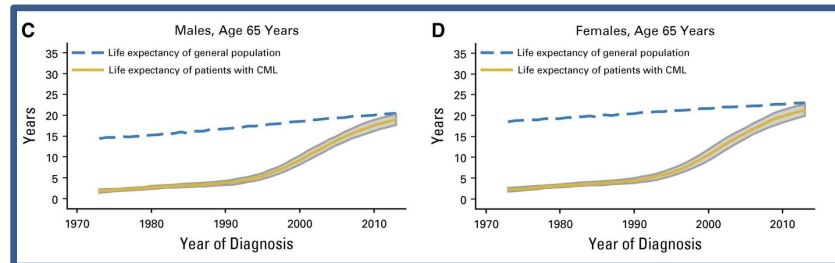 C
Males, Age 65 Years
Life expectancy of general population
Life expectancy of patients with CML
Years
35
30
25
20
15
10
5
0
1970 1980 1990 2000 2010
Year of Diagnosis
D
Females, Age 65 Years
Life expectancy of general population
Life expectancy of patients with CML
Years
35
30
25
20
15
10
5
0
1970 1980 1990 2000 2010
Year of Diagnosis